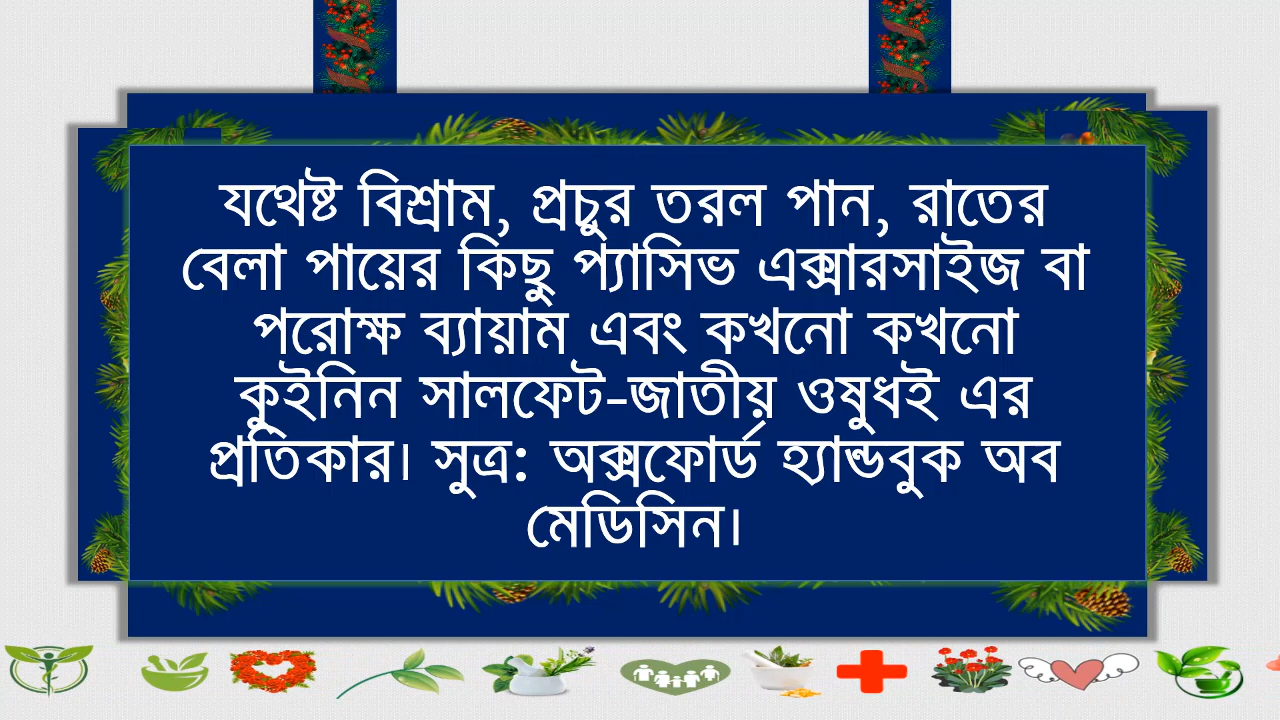 যথেষ্ট বিশ্রাম, প্রচুর তরল পান, রাতের
বেলা পায়ের কিছু প্যাসিভ এক্সারসাইজ বা
পরোক্ষ ব্যায়াম এবং কখনো কখনো
কুইনিন সালফেট-জাতীয় ওষুধই এর
প্রতিকার। সুত্র: অক্সফোর্ড হ্যান্ডবুক অব
মেডিসিন।